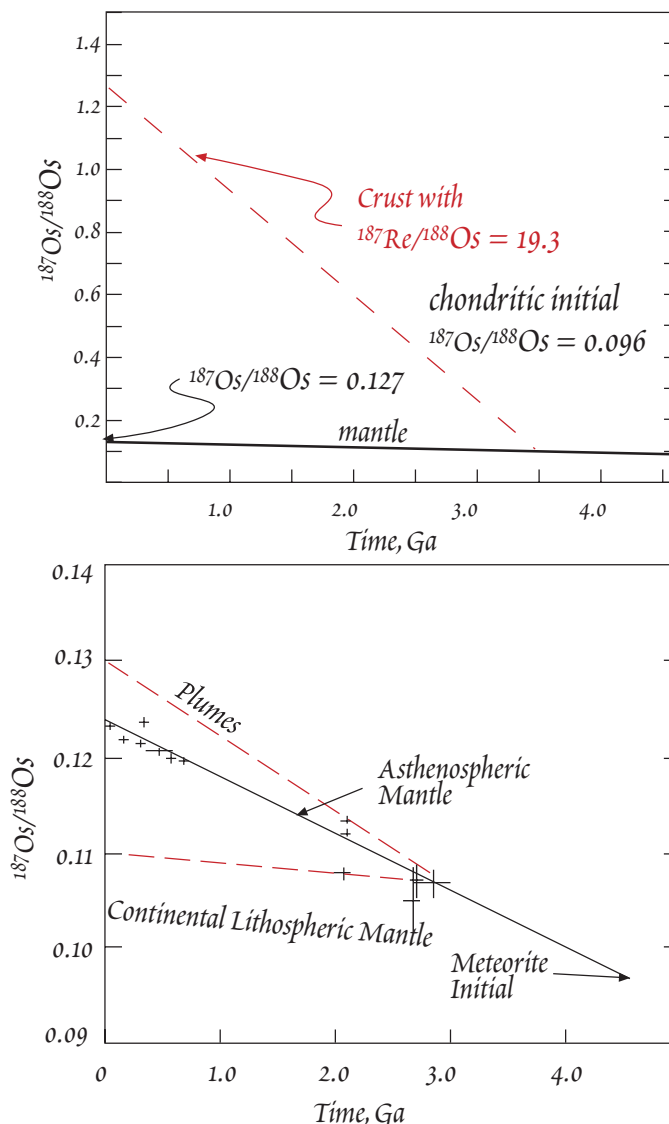 1.4
1.2
1.0
0.8
0.6
0.4
0.2
¹⁸⁷Os/¹⁸⁸Os
Crust with
¹⁸⁷Re/¹⁸⁸Os = 19.3
chondritic initial
¹⁸⁷Os/¹⁸⁸Os = 0.096
¹⁸⁷Os/¹⁸⁸Os = 0.127
mantle
1.0 2.0 3.0 4.0
Time, Ga
0.14
0.13
0.12
0.11
0.10
0.09
¹⁸⁷Os/¹⁸⁸Os
Plumes
Asthenospheric
Mantle
Continental Lithospheric Mantle
Meteorite
Initial
0 1.0 2.0 3.0 4.0
Time, Ga